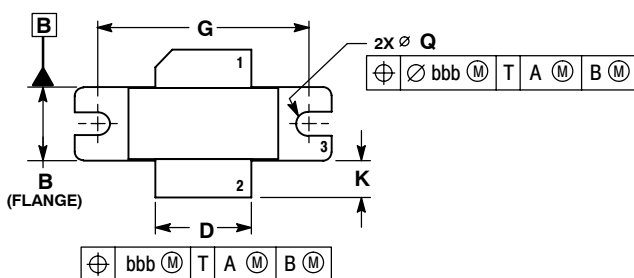 B
G
2X ⌀ Q
⌖ ⌀ bbb Ⓜ T A Ⓜ B Ⓜ
1
3
B
(FLANGE)
2
K
D
⌖ bbb Ⓜ T A Ⓜ B Ⓜ